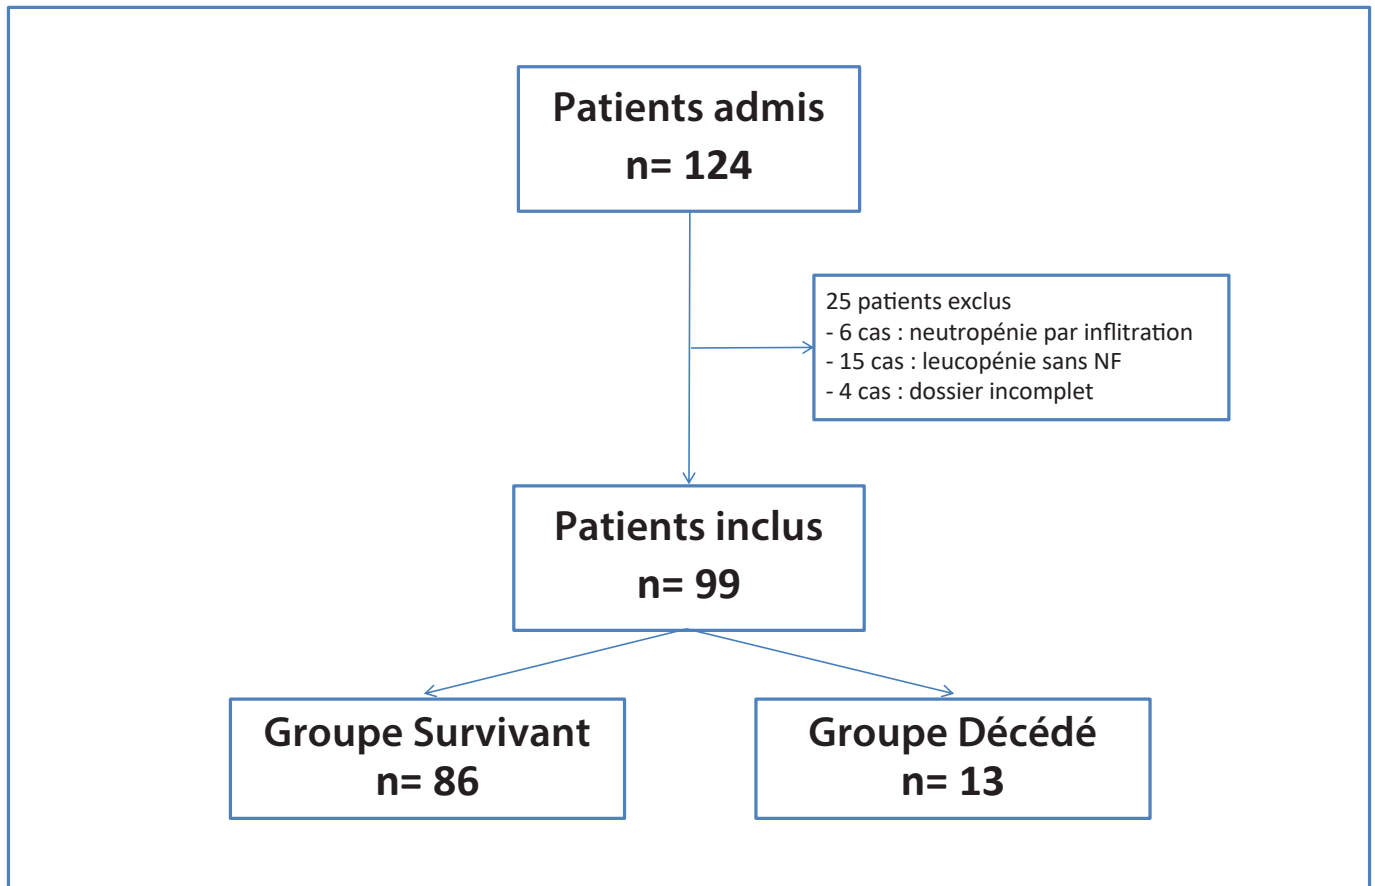 Patients admis
n= 124
25 patients exclus
- 6 cas : neutropénie par inflitration
- 15 cas : leucopénie sans NF
- 4 cas : dossier incomplet
Patients inclus
n= 99
Groupe Survivant
n= 86
Groupe Décédé
n= 13